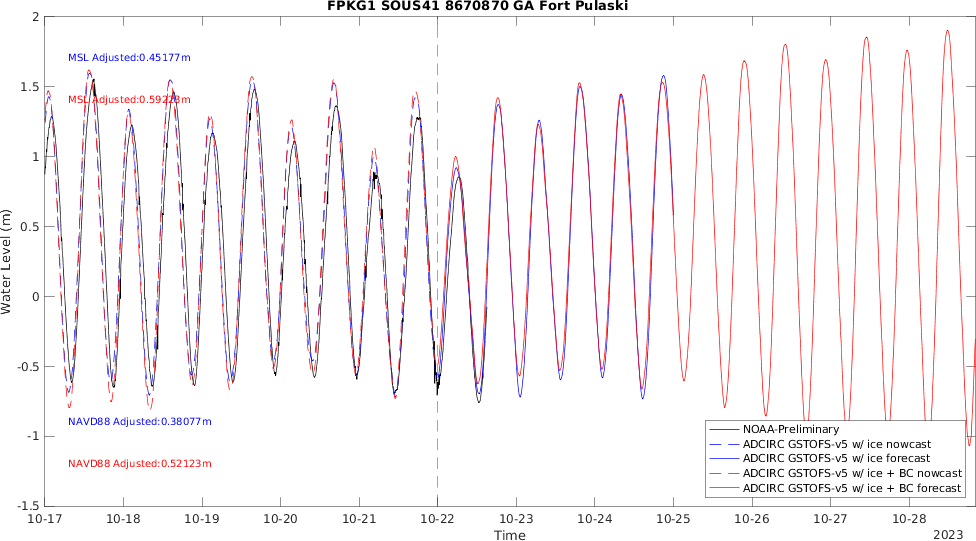 FPKG1 SOUS41 8670870 GA Fort Pulaski
2
1.5
1
0.5
0
-0.5
-1
-1.5
Water Level (m)
MSL Adjusted:0.45177m
MSL Adjusted:0.59223m
NAVD88 Adjusted:0.38077m
NAVD88 Adjusted:0.52123m
NOAA-Preliminary
ADCIRC GSTOFS-v5 w/ ice nowcast
ADCIRC GSTOFS-v5 w/ ice forecast
ADCIRC GSTOFS-v5 w/ ice + BC nowcast
ADCIRC GSTOFS-v5 w/ ice + BC forecast
10-17 10-18 10-19 10-20 10-21 10-22 10-23 10-24 10-25 10-26 10-27 10-28
Time
2023